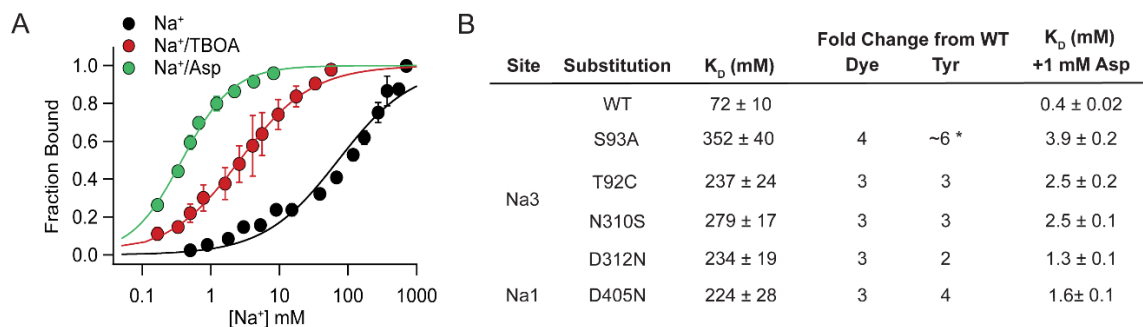 A
Na⁺
Na⁺/TBOA
Na⁺/Asp
Fraction Bound
1.0
0.8
0.6
0.4
0.2
0.0
0.1 1 10 100 1000
[Na⁺] mM
B
Fold Change from WT K_D (mM)
Site Substitution K_D (mM) Dye Tyr +1 mM Asp
WT 72 ± 10 0.4 ± 0.02
S93A 352 ± 40 4 ~6 * 3.9 ± 0.2
T92C 237 ± 24 3 3 2.5 ± 0.2
Na3
N310S 279 ± 17 3 3 2.5 ± 0.1
D312N 234 ± 19 3 2 1.3 ± 0.1
Na1 D405N 224 ± 28 3 4 1.6± 0.1